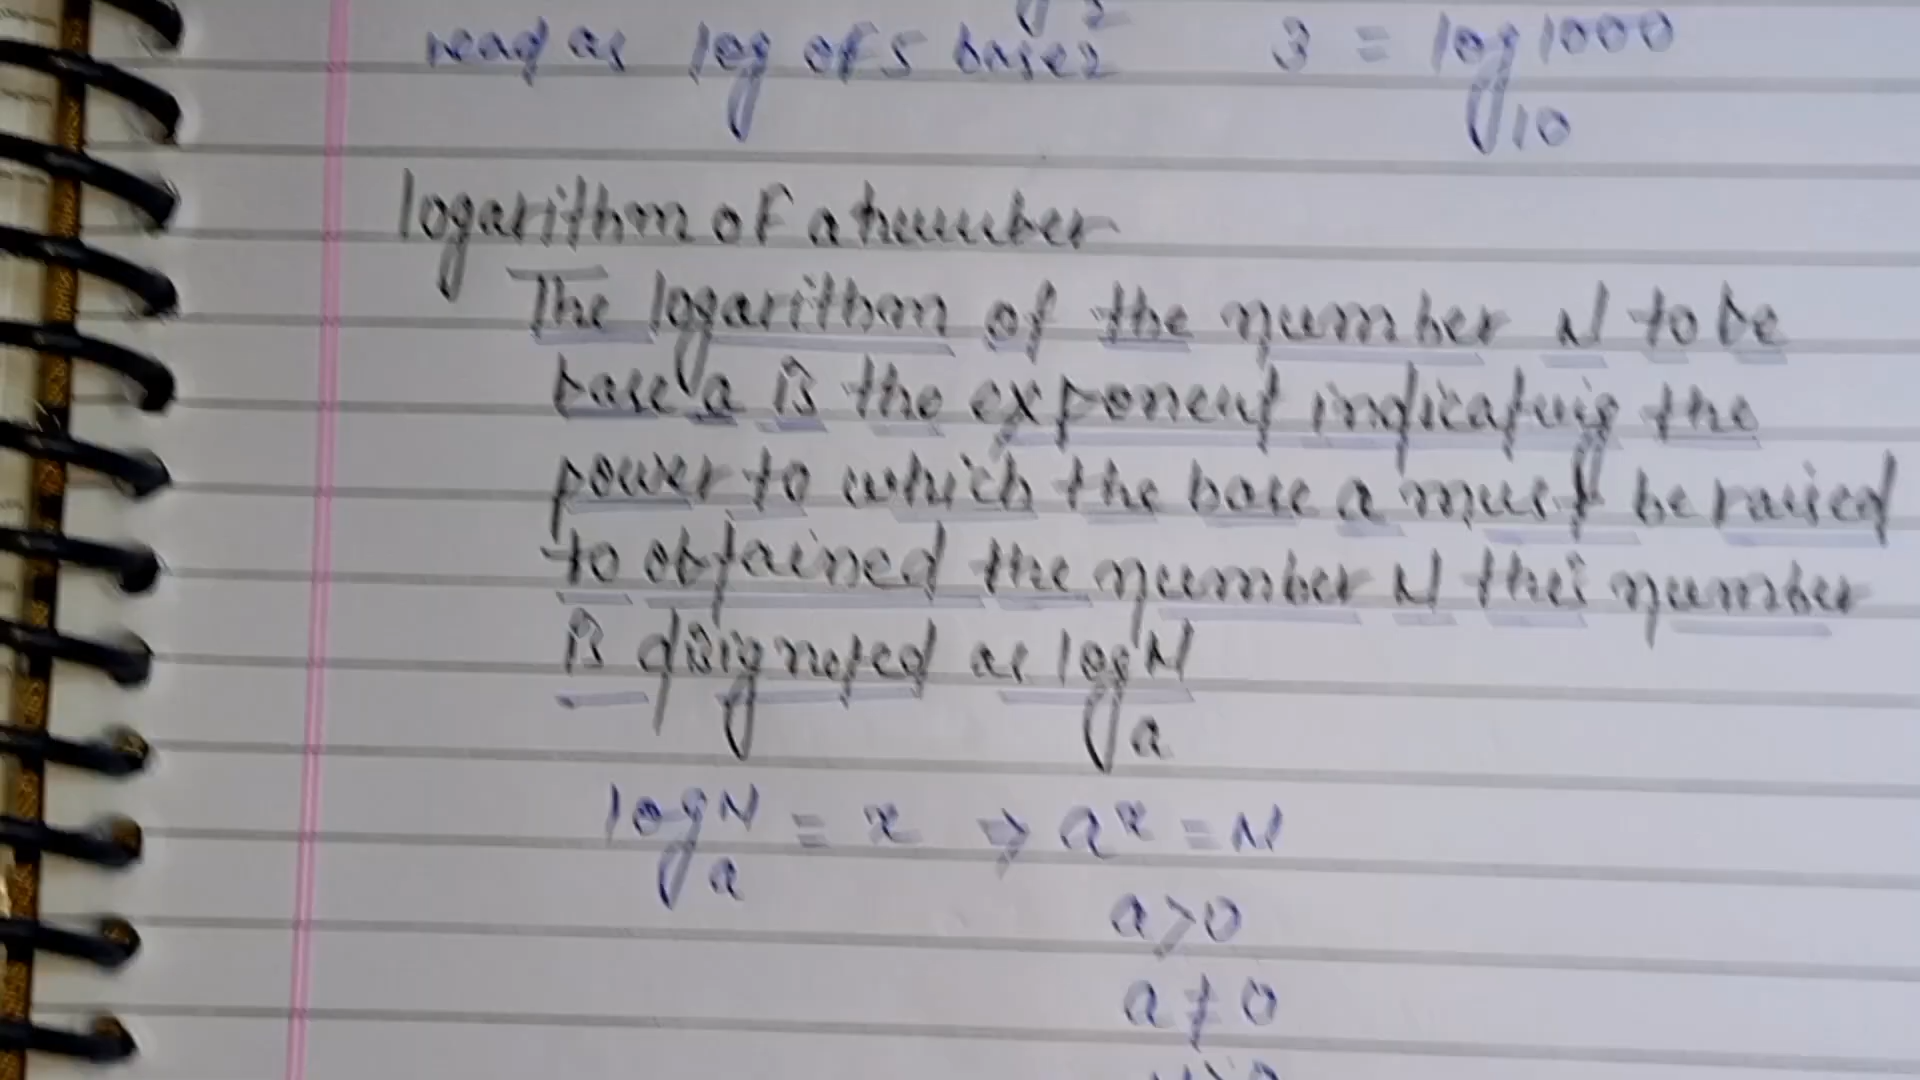 read as log of 5 base 2 3 = log 1000
10
logarithm of a number
The logarithm of the number N to be
base a is the exponent indicating the
power to which the base a must be raised
to obtained the number N this number
is designated as log N
a
log N = x ⇒ a^x = N
a
a > 0
a ≠ 0